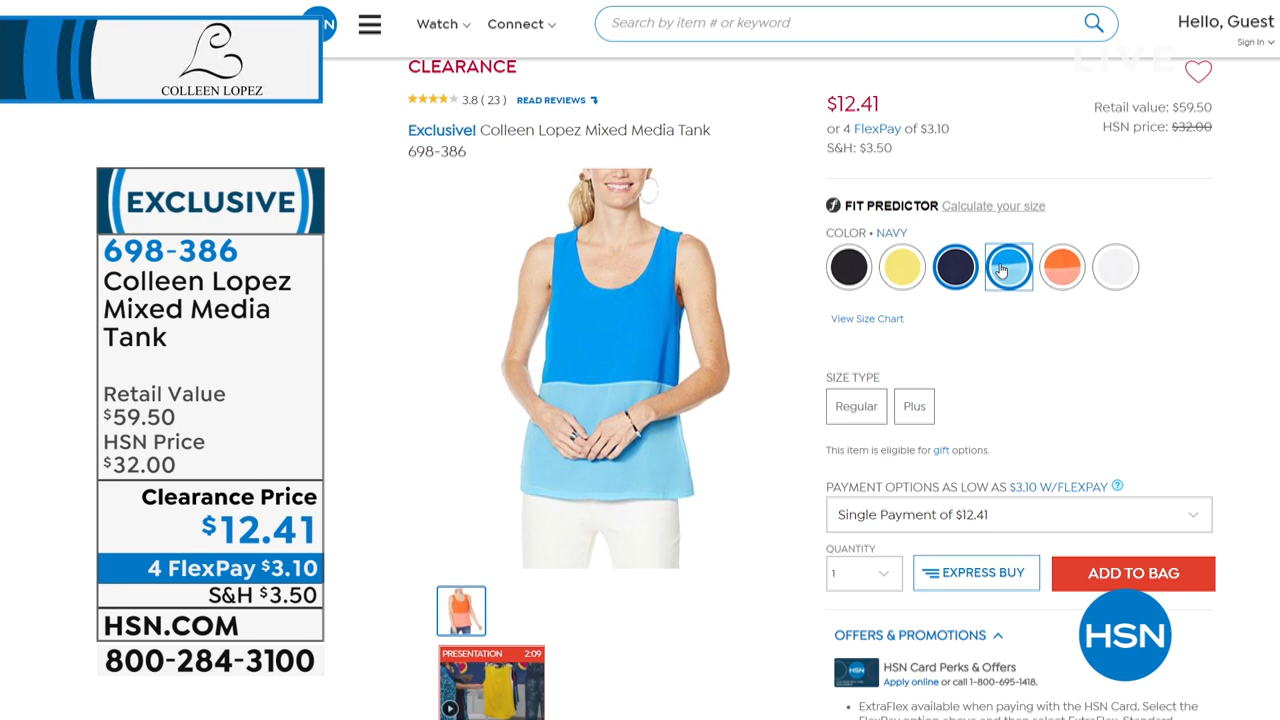 COLLEEN LOPEZ
EXCLUSIVE
698-386
Colleen Lopez
Mixed Media
Tank
Retail Value
$59.50
HSN Price
$32.00
Clearance Price
$12.41
4 FlexPay $3.10
S&H $3.50
HSN.COM
800-284-3100
Watch
Connect
Search by item # or keyword
Hello, Guest
Sign In
LIVE
CLEARANCE
3.8 ( 23 ) READ REVIEWS
Exclusive! Colleen Lopez Mixed Media Tank
698-386
$12.41
or 4 FlexPay of $3.10
S&H: $3.50
Retail value: $59.50
HSN price: $32.00
FIT PREDICTOR Calculate your size
COLOR • NAVY
View Size Chart
SIZE TYPE
Regular
Plus
This item is eligible for gift options.
PAYMENT OPTIONS AS LOW AS $3.10 W/FLEXPAY ?
Single Payment of $12.41
QUANTITY
1
EXPRESS BUY
ADD TO BAG
OFFERS & PROMOTIONS
HSN
HSN
HSN Card Perks & Offers
Apply online or call 1-800-695-1418.
• ExtraFlex available when paying with the HSN Card. Select the
PRESENTATION 2:09